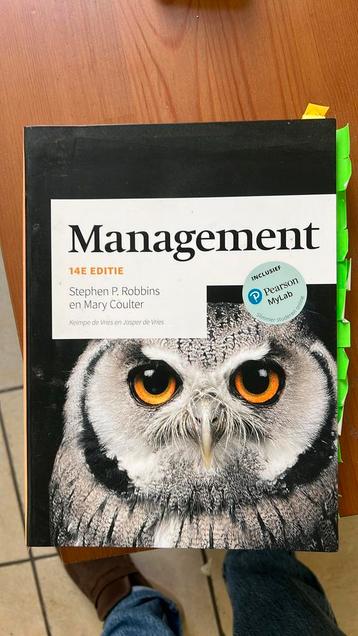 Management
14E EDITIE
Stephen P. Robbins
en Mary Coulter
Keimpe de Vries en Jasper de Vries
INCLUSIEF
Pearson
MyLab